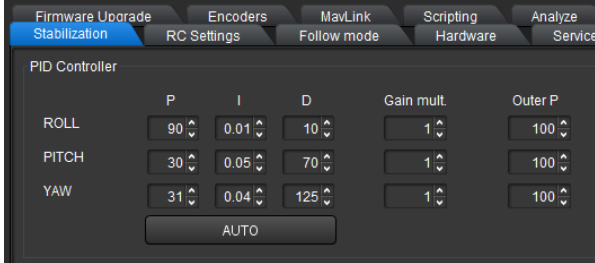 Firmware Upgrade Encoders MavLink Scripting Analyze
Stabilization RC Settings Follow mode Hardware Service
PID Controller
P I D Gain mult. Outer P
ROLL 90 0.01 10 1 100
PITCH 30 0.05 70 1 100
YAW 31 0.04 125 1 100
AUTO